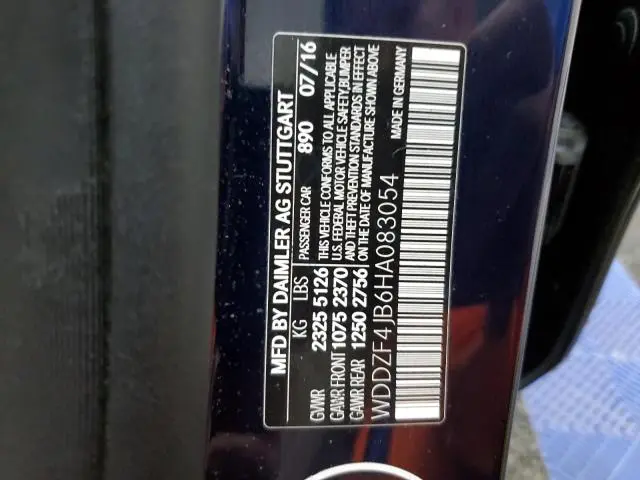 MFD BY DAIMLER AG STUTTGART
KG LBS PASSENGER CAR 890 07/16
GVWR 2325 5126 THIS VEHICLE CONFORMS TO ALL APPLICABLE
GAWR FRONT 1075 2370 U.S. FEDERAL MOTOR VEHICLE SAFETY,BUMPER
GAWR REAR 1250 2756 AND THEFT PREVENTION STANDARDS IN EFFECT
ON THE DATE OF MANUFACTURE SHOWN ABOVE
WDDZF4JB6HA083054 MADE IN GERMANY